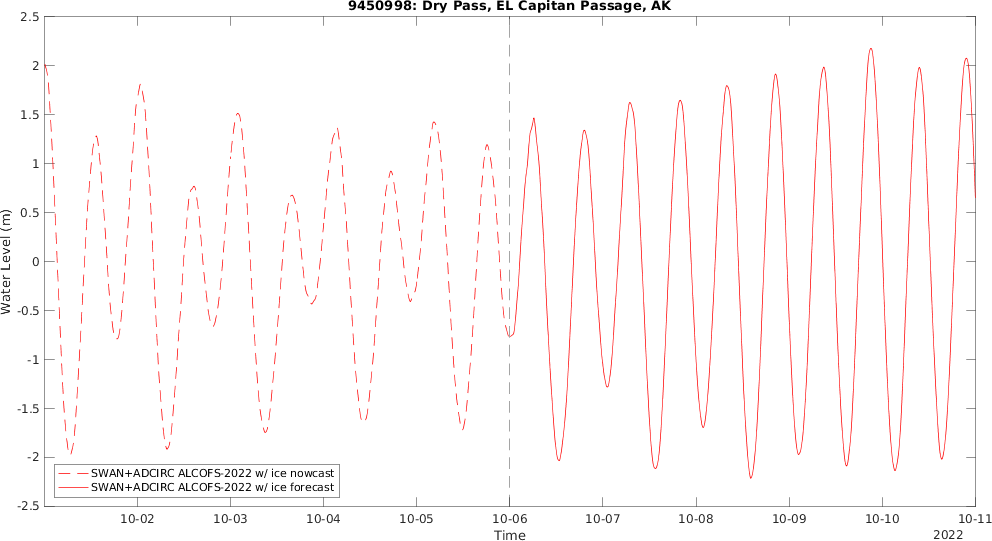 9450998: Dry Pass, EL Capitan Passage, AK
2.5
2
1.5
1
0.5
0
-0.5
-1
-1.5
-2
-2.5
Water Level (m)
SWAN+ADCIRC ALCOFS-2022 w/ ice nowcast
SWAN+ADCIRC ALCOFS-2022 w/ ice forecast
10-02 10-03 10-04 10-05 10-06 10-07 10-08 10-09 10-10 10-11
Time
2022